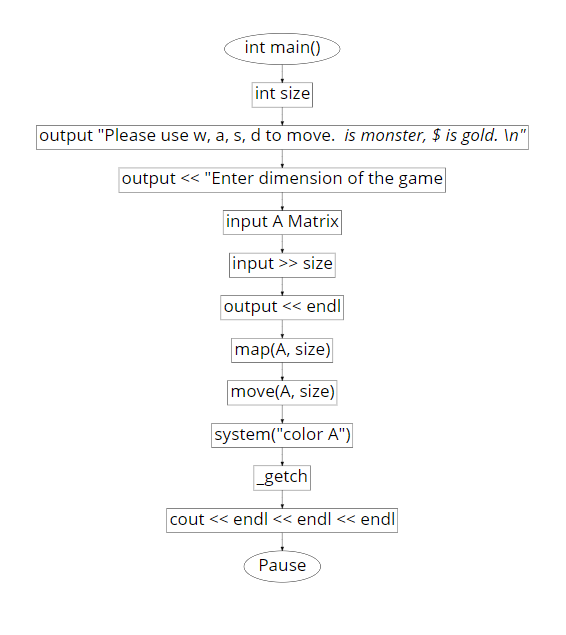 int main()
int size
output "Please use w, a, s, d to move. is monster, $ is gold. \n"
output << "Enter dimension of the game
input A Matrix
input >> size
output << endl
map(A, size)
move(A, size)
system("color A")
_getch
cout << endl << endl << endl
Pause